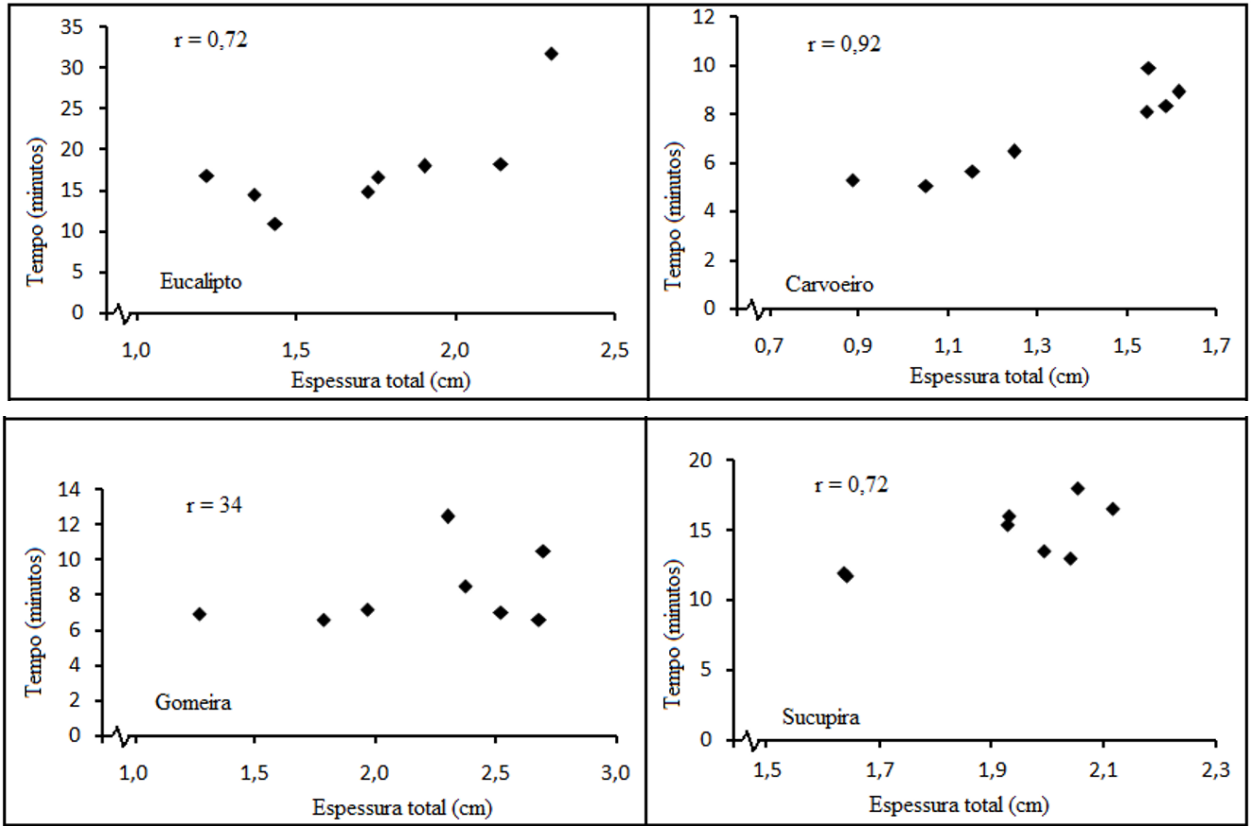 r = 0,72
35
30
25
20
15
10
5
0
Tempo (minutos)
Eucalipto
1,0 1,5 2,0 2,5
Espessura total (cm)
r = 0,92
12
10
8
6
4
2
0
Tempo (minutos)
Carvoeiro
0,7 0,9 1,1 1,3 1,5 1,7
Espessura total (cm)
r = 34
14
12
10
8
6
4
2
0
Tempo (minutos)
Gomeira
1,0 1,5 2,0 2,5 3,0
Espessura total (cm)
r = 0,72
20
15
10
5
0
Tempo (minutos)
Sucupira
1,5 1,7 1,9 2,1 2,3
Espessura total (cm)